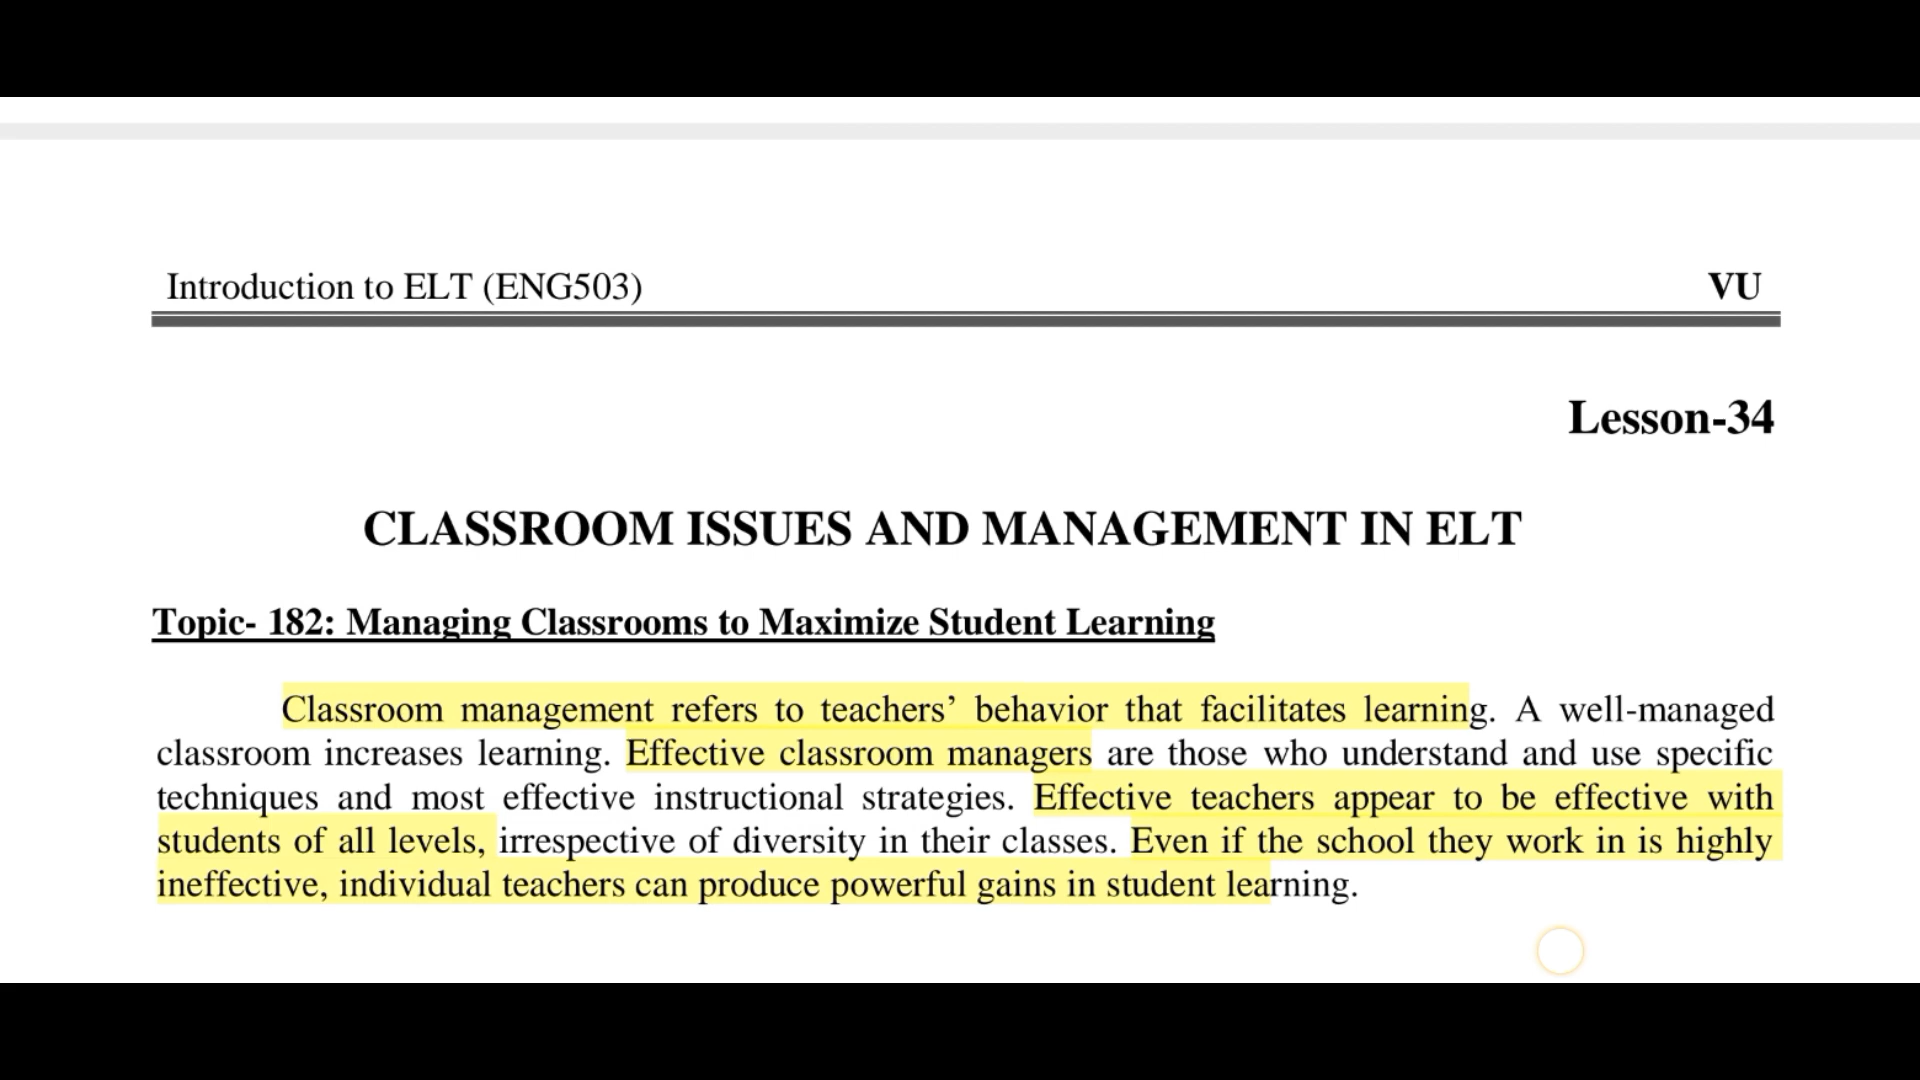 Introduction to ELT (ENG503) VU
Lesson-34
CLASSROOM ISSUES AND MANAGEMENT IN ELT
Topic- 182: Managing Classrooms to Maximize Student Learning
Classroom management refers to teachers’ behavior that facilitates learning. A well-managed
classroom increases learning. Effective classroom managers are those who understand and use specific
techniques and most effective instructional strategies. Effective teachers appear to be effective with
students of all levels, irrespective of diversity in their classes. Even if the school they work in is highly
ineffective, individual teachers can produce powerful gains in student learning.